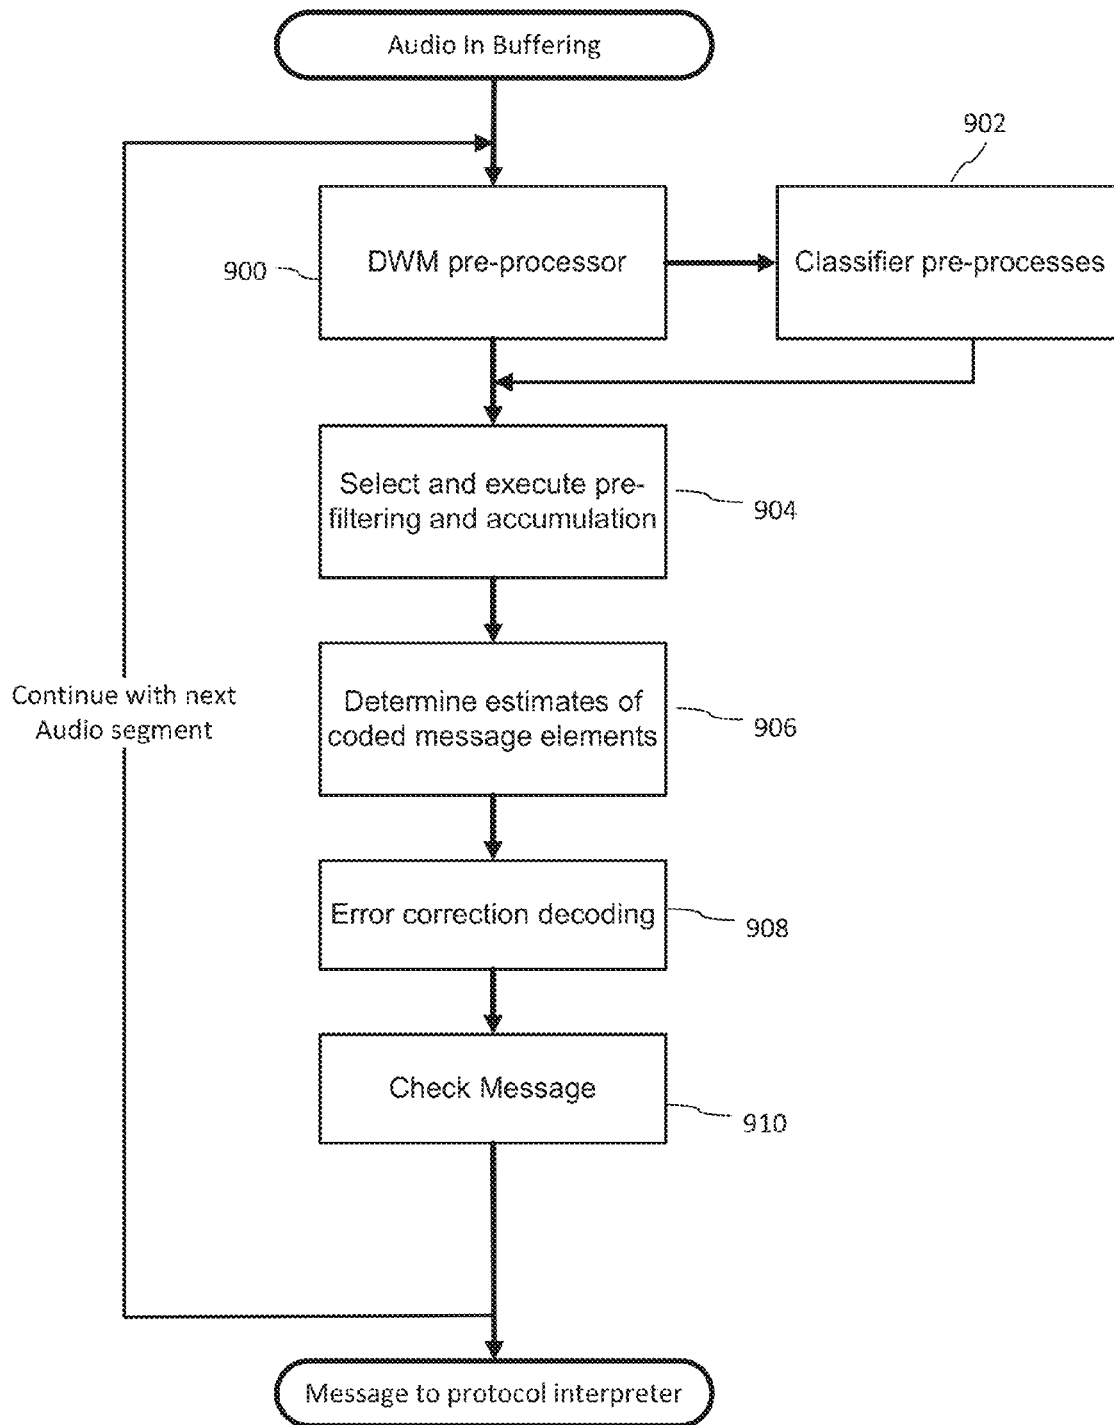 Audio In Buffering
902
900
DWM pre-processor
Classifier pre-processes
Select and execute pre-
filtering and accumulation
904
Continue with next
Audio segment
Determine estimates of
coded message elements
906
Error correction decoding
908
Check Message
910
Message to protocol interpreter